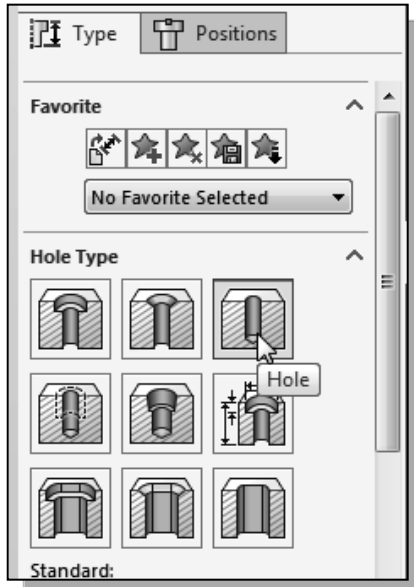 Type Positions
Favorite
No Favorite Selected
Hole Type
Hole
Standard: